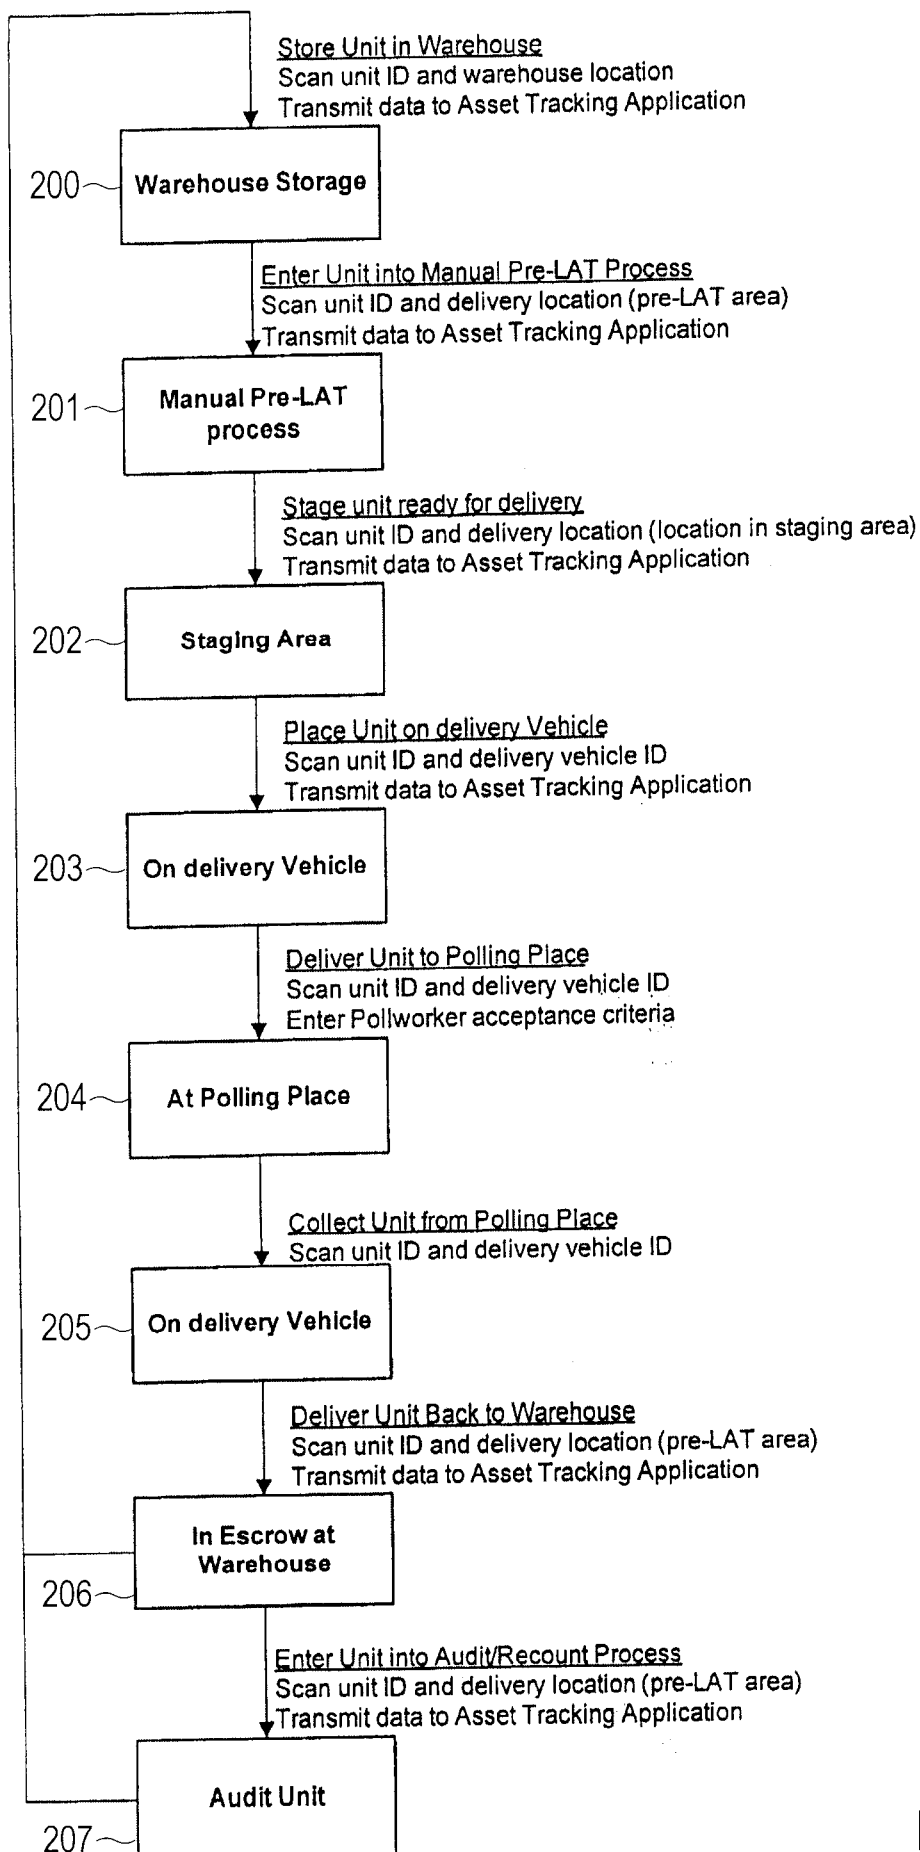 Store Unit in Warehouse
Scan unit ID and warehouse location
Transmit data to Asset Tracking Application
200
Warehouse Storage
Enter Unit into Manual Pre-LAT Process
Scan unit ID and delivery location (pre-LAT area)
Transmit data to Asset Tracking Application
201
Manual Pre-LAT
process
Stage unit ready for delivery
Scan unit ID and delivery location (location in staging area)
Transmit data to Asset Tracking Application
202
Staging Area
Place Unit on delivery Vehicle
Scan unit ID and delivery vehicle ID
Transmit data to Asset Tracking Application
203
On delivery Vehicle
Deliver Unit to Polling Place
Scan unit ID and delivery vehicle ID
Enter Pollworker acceptance criteria
204
At Polling Place
Collect Unit from Polling Place
Scan unit ID and delivery vehicle ID
205
On delivery Vehicle
Deliver Unit Back to Warehouse
Scan unit ID and delivery location (pre-LAT area)
Transmit data to Asset Tracking Application
In Escrow at
Warehouse
206
Enter Unit into Audit/Recount Process
Scan unit ID and delivery location (pre-LAT area)
Transmit data to Asset Tracking Application
Audit Unit
207